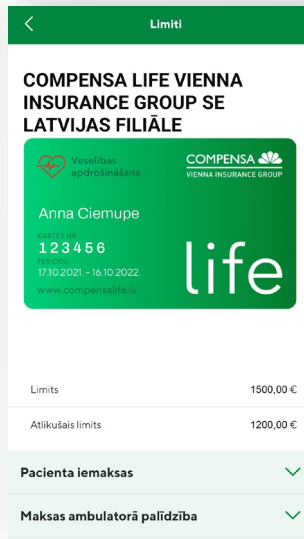 Limiti
COMPENSA LIFE VIENNA
INSURANCE GROUP SE
LATVIJAS FILIĀLE
Veselības
apdrošināšana
COMPENSA
VIENNA INSURANCE GROUP
Anna Ciemupe
KARTES NR.:
123456
PERIODS:
17.10.2021. – 16.10.2022.
www.compensalife.lv
life
Limits 1500,00 €
Atlikušais limits 1200,00 €
Pacienta iemaksas
Maksas ambulatorā palīdzība